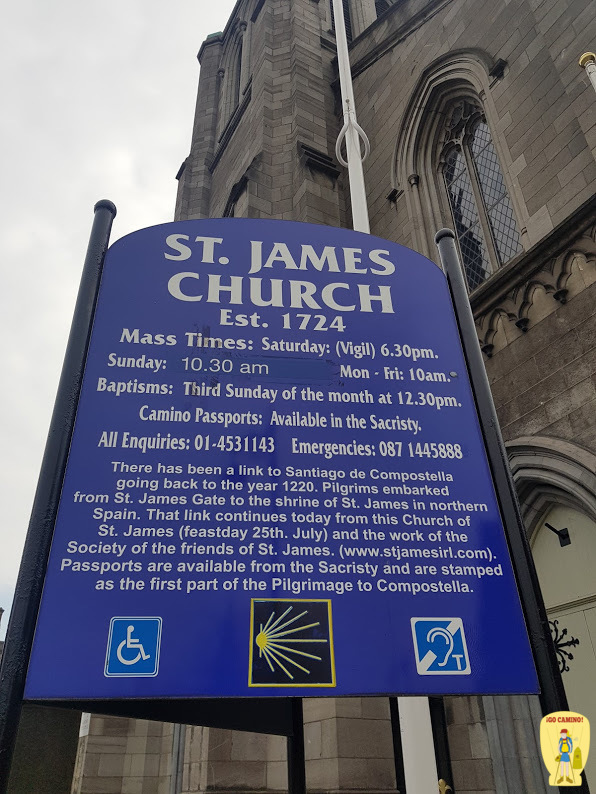 ST. JAMES
CHURCH
Est. 1724
Mass Times: Saturday: (Vigil) 6.30pm.
Sunday: 10.30 am Mon - Fri: 10am.
Baptisms: Third Sunday of the month at 12.30pm.
Camino Passports: Available in the Sacristy.
All Enquiries: 01-4531143 Emergencies: 087 1445888
There has been a link to Santiago de Compostella
going back to the year 1220. Pilgrims embarked
from St. James Gate to the shrine of St. James in northern
Spain. That link continues today from this Church of
St. James (feastday 25th. July) and the work of the
Society of the friends of St. James. (www.stjamesirl.com).
Passports are available from the Sacristy and are stamped
as the first part of the Pilgrimage to Compostella.
T
¡GO CAMINO!